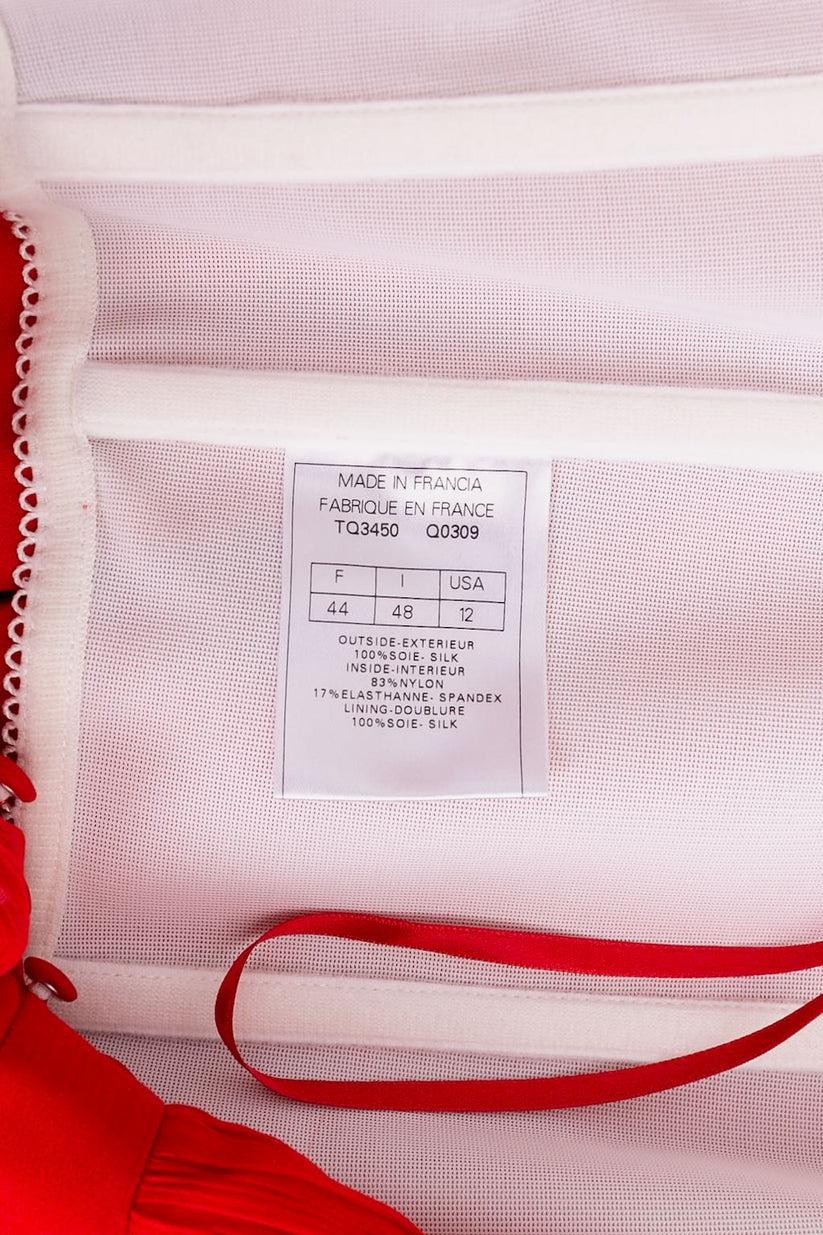 MADE IN FRANCIA
FABRIQUE EN FRANCE
TQ3450 Q0309
F I USA
44 48 12
OUTSIDE-EXTERIEUR
100%SOIE- SILK
INSIDE-INTERIEUR
83%NYLON
17%ELASTHANNE- SPANDEX
LINING-DOUBLURE
100%SOIE- SILK